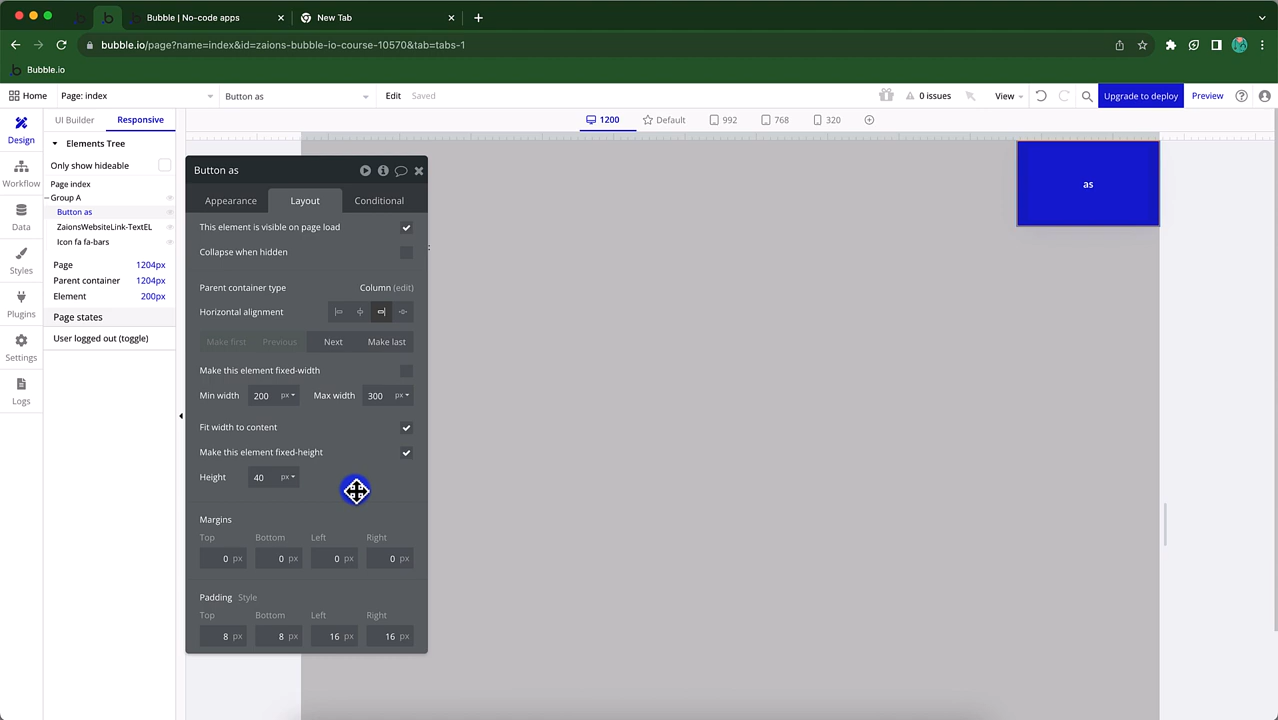 Bubble | No-code apps
New Tab
bubble.io/page?name=index&id=zaions-bubble-io-course-10570&tab=tabs-1
Bubble.io
Home
Page: index
Button as
Edit
Saved
0 issues
View
Upgrade to deploy
Preview
Design
Workflow
Data
Styles
Plugins
Settings
Logs
UI Builder
Responsive
Elements Tree
Only show hideable
Page index
Group A
Button as
ZaionsWebsiteLink-TextEL
Icon fa fa-bars
Page 1204px
Parent container 1204px
Element 200px
Page states
User logged out (toggle)
1200
Default
992
768
320
Button as
Appearance
Layout
Conditional
This element is visible on page load
Collapse when hidden
Parent container type Column (edit)
Horizontal alignment
Make first Previous Next Make last
Make this element fixed-width
Min width 200 px Max width 300 px
Fit width to content
Make this element fixed-height
Height 40 px
Margins
Top Bottom Left Right
0 px 0 px 0 px 0 px
Padding Style
Top Bottom Left Right
8 px 8 px 16 px 16 px
as